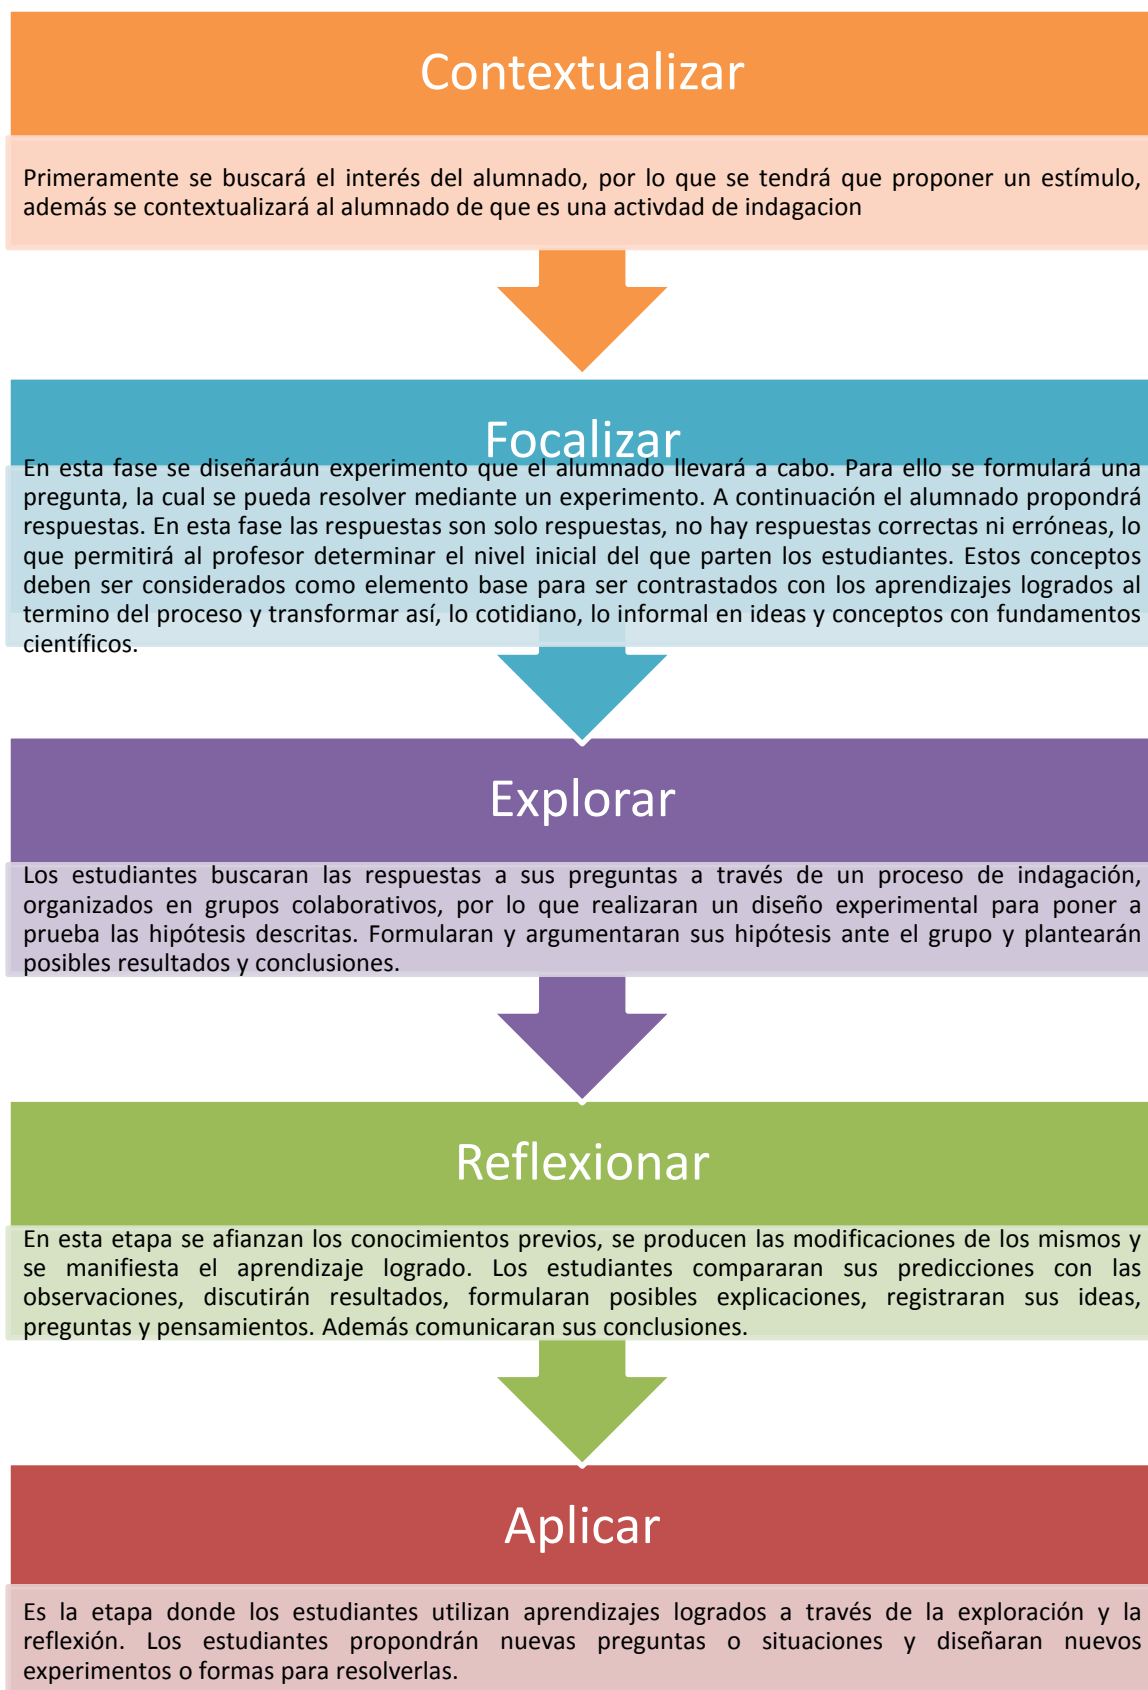 Contextualizar
Primeramente se buscará el interés del alumnado, por lo que se tendrá que proponer un estímulo,
además se contextualizará al alumnado de que es una activdad de indagacion
Focalizar
En esta fase se diseñaráun experimento que el alumnado llevará a cabo. Para ello se formulará una
pregunta, la cual se pueda resolver mediante un experimento. A continuación el alumnado propondrá
respuestas. En esta fase las respuestas son solo respuestas, no hay respuestas correctas ni erróneas, lo
que permitirá al profesor determinar el nivel inicial del que parten los estudiantes. Estos conceptos
deben ser considerados como elemento base para ser contrastados con los aprendizajes logrados al
termino del proceso y transformar así, lo cotidiano, lo informal en ideas y conceptos con fundamentos
científicos.
Explorar
Los estudiantes buscaran las respuestas a sus preguntas a través de un proceso de indagación,
organizados en grupos colaborativos, por lo que realizaran un diseño experimental para poner a
prueba las hipótesis descritas. Formularan y argumentaran sus hipótesis ante el grupo y plantearán
posibles resultados y conclusiones.
Reflexionar
En esta etapa se afianzan los conocimientos previos, se producen las modificaciones de los mismos y
se manifiesta el aprendizaje logrado. Los estudiantes compararan sus predicciones con las
observaciones, discutirán resultados, formularan posibles explicaciones, registraran sus ideas,
preguntas y pensamientos. Además comunicaran sus conclusiones.
Aplicar
Es la etapa donde los estudiantes utilizan aprendizajes logrados a través de la exploración y la
reflexión. Los estudiantes propondrán nuevas preguntas o situaciones y diseñaran nuevos
experimentos o formas para resolverlas.